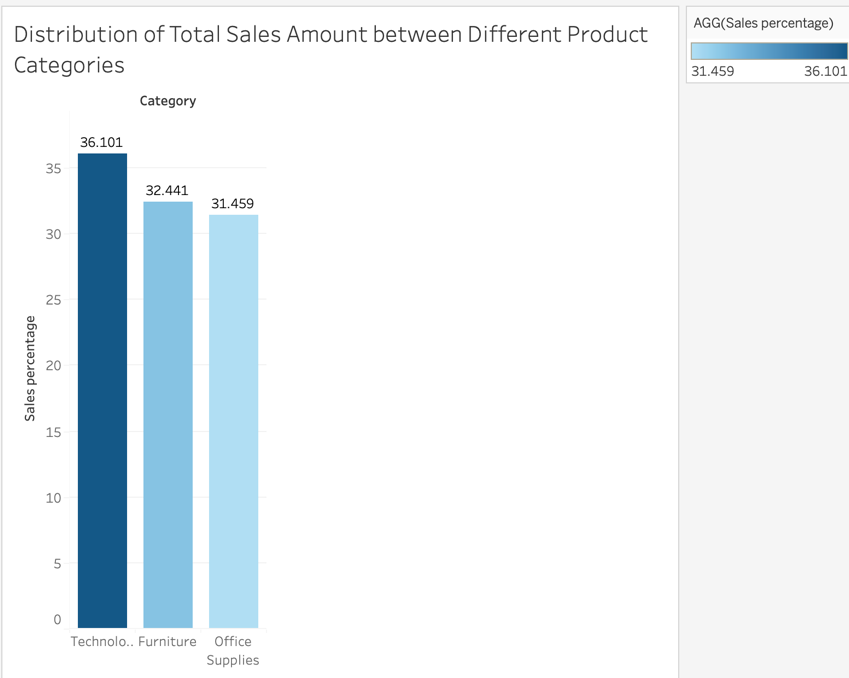 Distribution of Total Sales Amount between Different Product
Categories
AGG(Sales percentage)
31.459 36.101
Category
36.101
32.441
31.459
35
30
25
20
15
10
5
0
Sales percentage
Technolo.. Furniture Office
Supplies